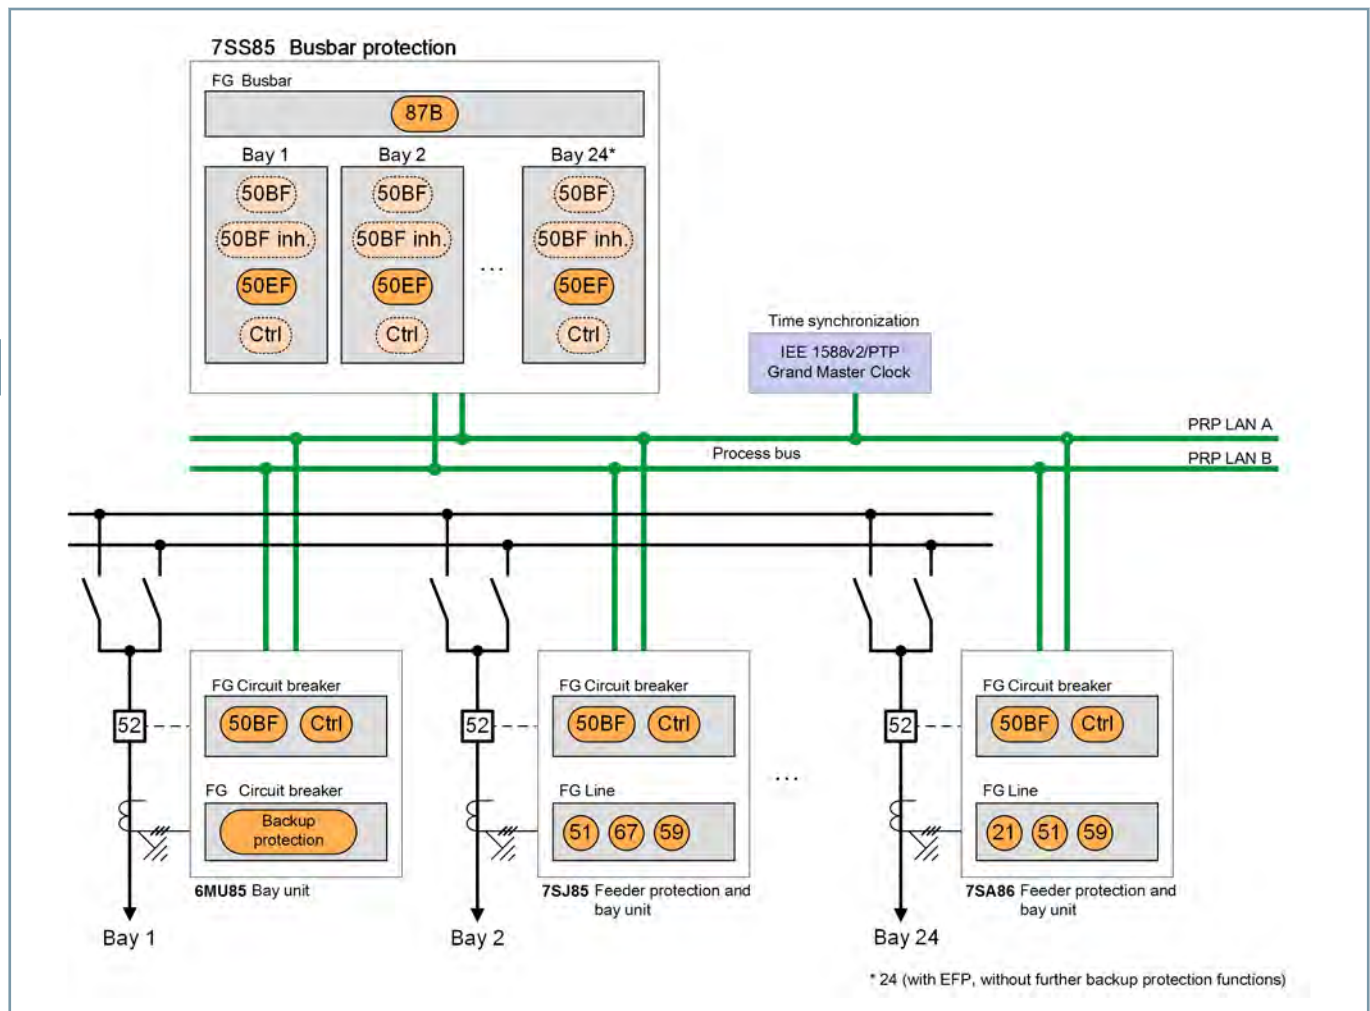 7SS85 Busbar protection
FG Busbar
87B
Bay 1 Bay 2 Bay 24*
50BF 50BF 50BF
50BF inh. 50BF inh. 50BF inh.
...
50EF 50EF 50EF
Ctrl Ctrl Ctrl
Time synchronization
IEE 1588v2/PTP
Grand Master Clock
PRP LAN A
Process bus
PRP LAN B
FG Circuit breaker FG Circuit breaker FG Circuit breaker
52 50BF Ctrl 52 50BF Ctrl 52 50BF Ctrl
...
FG Circuit breaker FG Line FG Line
Backup
protection
51 67 59 21 51 59
6MU85 Bay unit 7SJ85 Feeder protection and 7SA86 Feeder protection and
bay unit bay unit
Bay 1 Bay 2 Bay 24
* 24 (with EFP, without further backup protection functions)